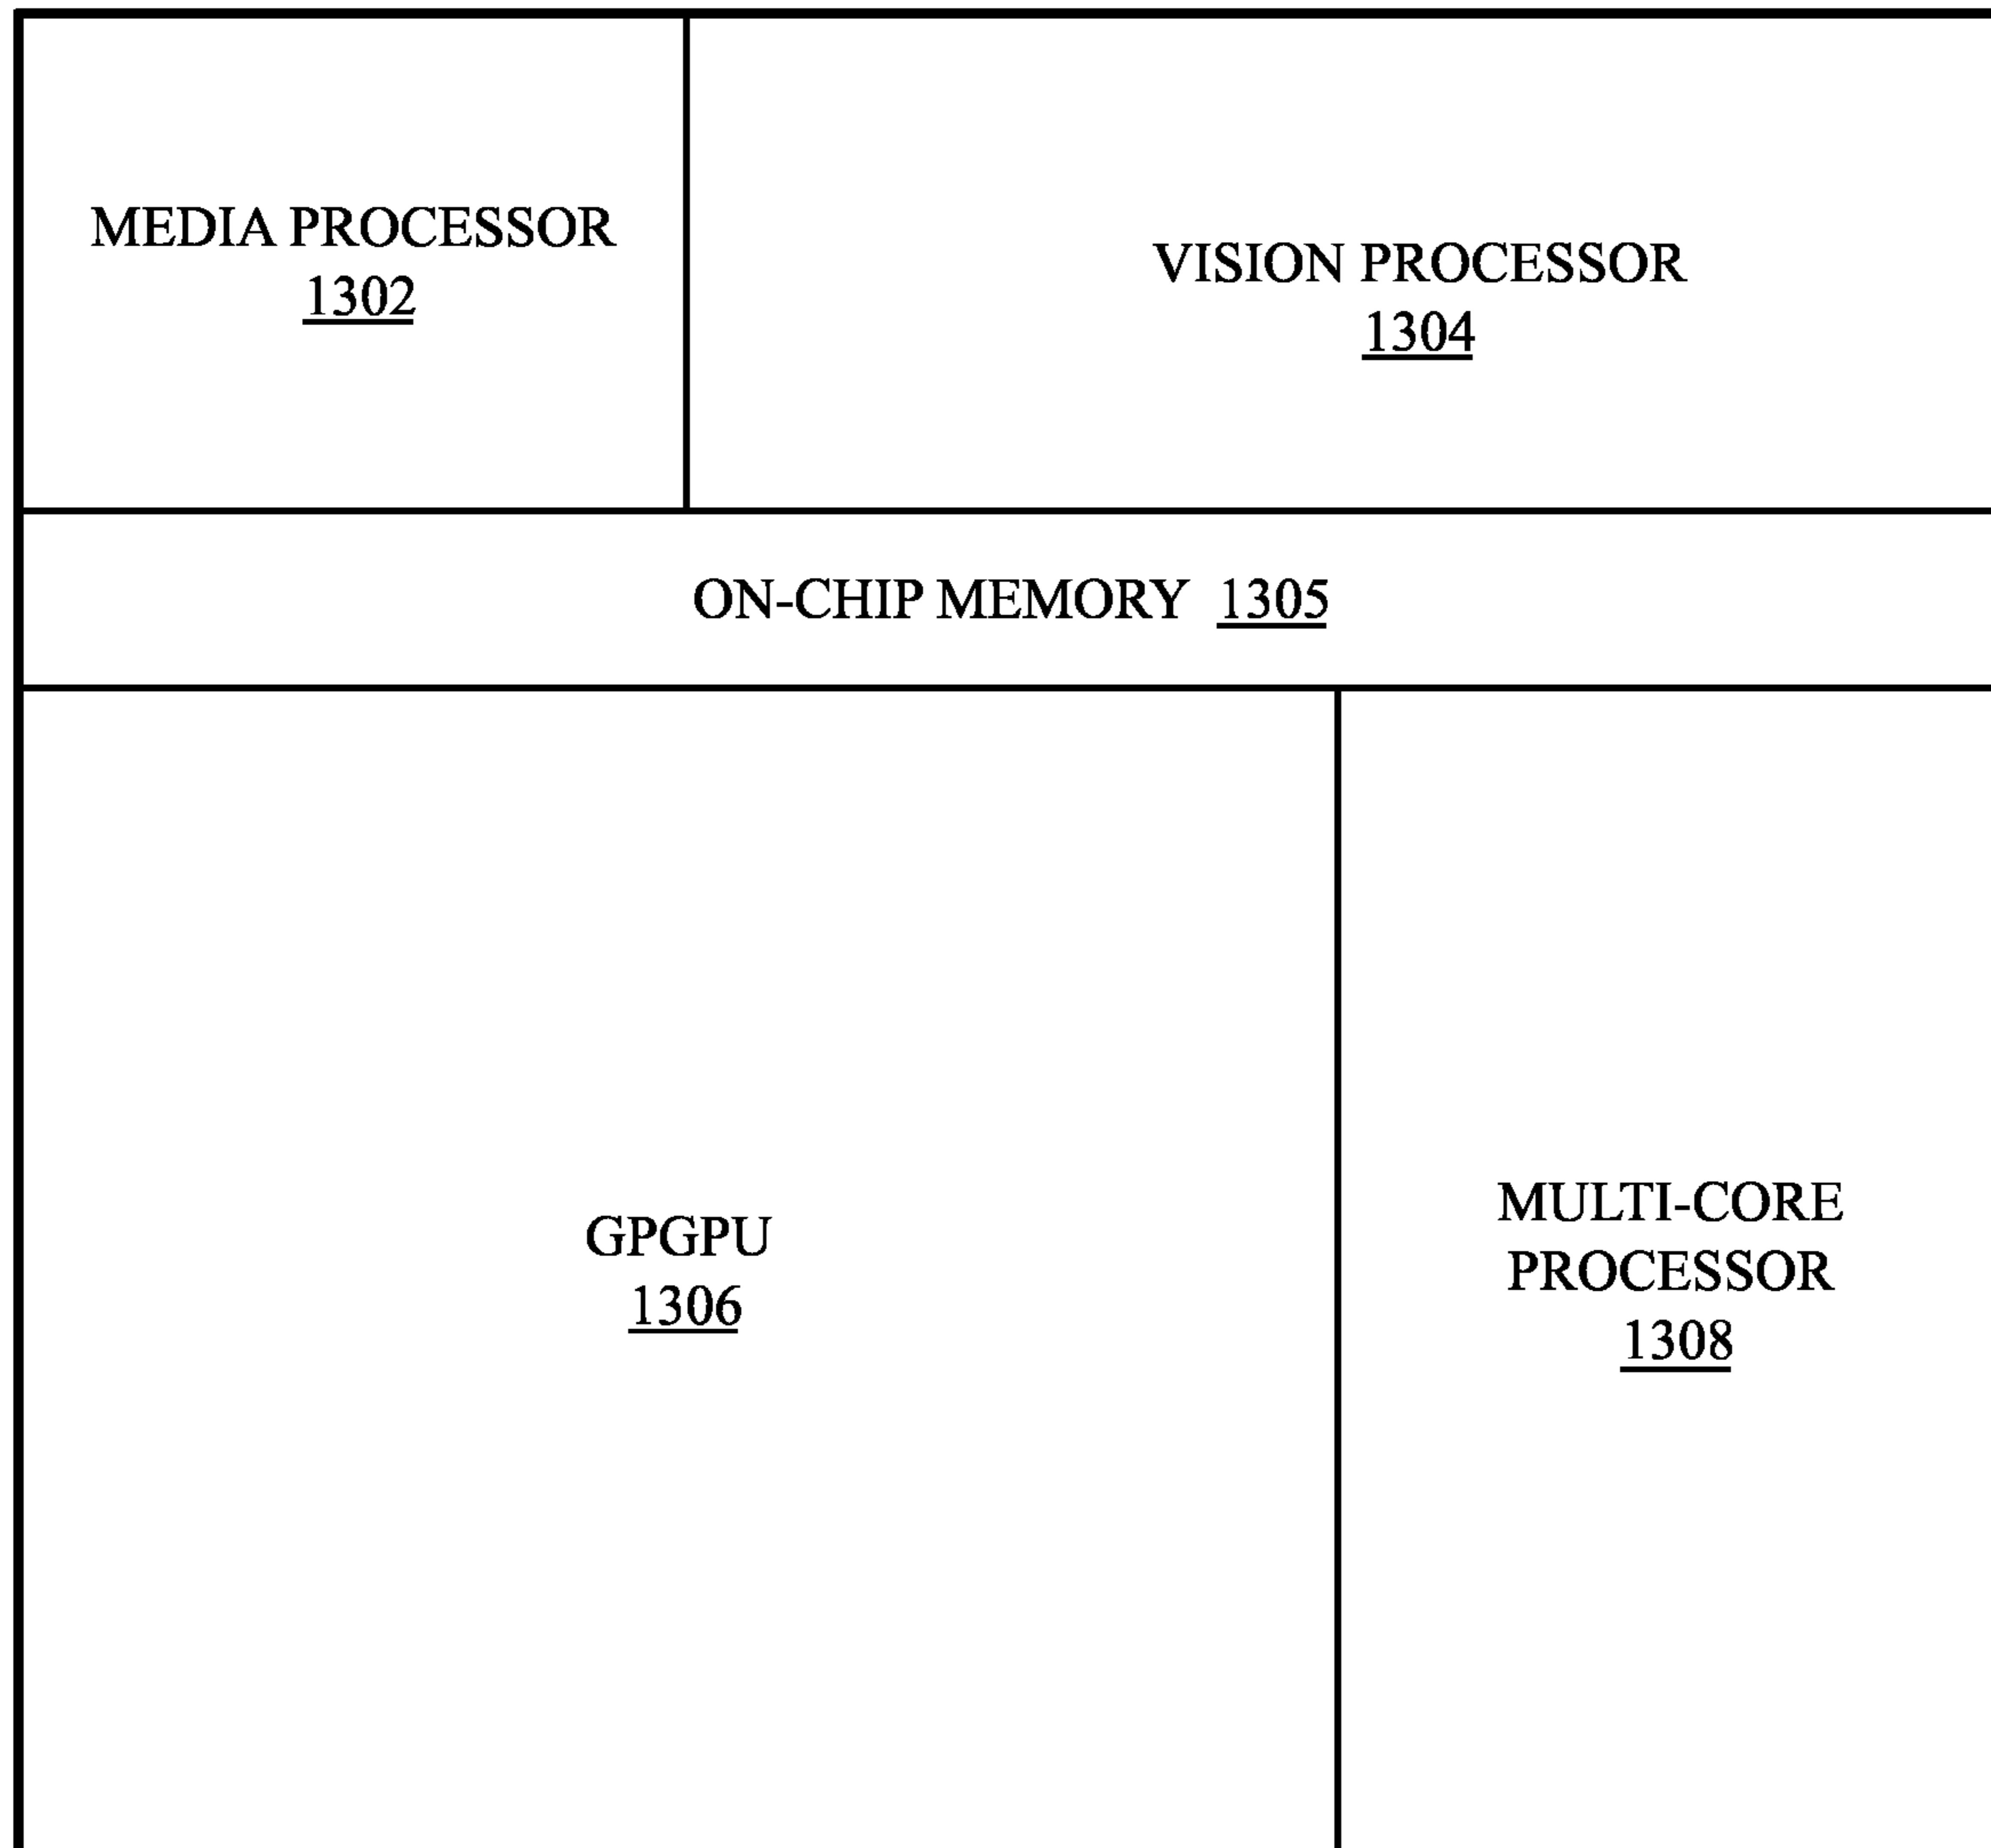 MEDIA PROCESSOR
1302
VISION PROCESSOR
1304
ON-CHIP MEMORY 1305
GPGPU
1306
MULTI-CORE
PROCESSOR
1308